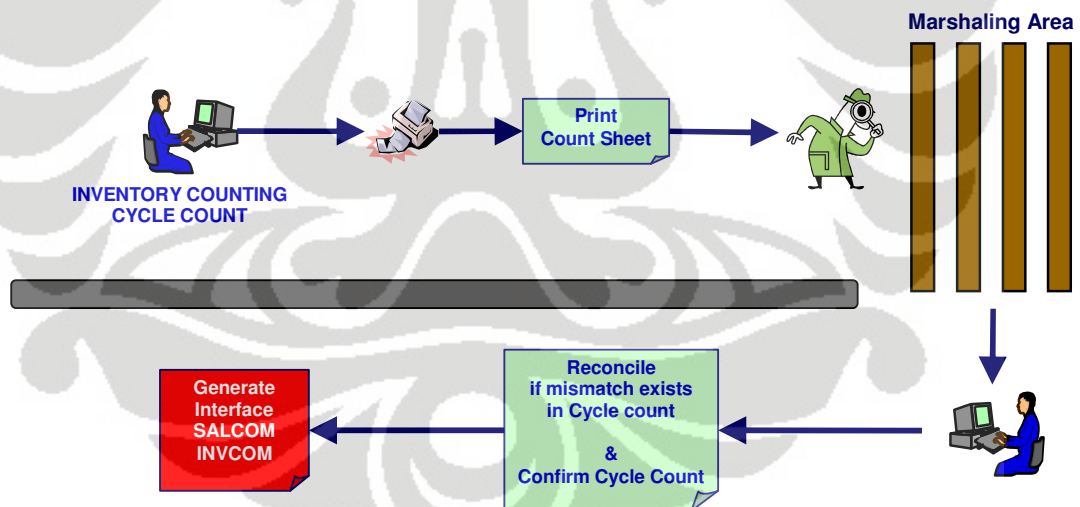 Marshaling Area
Print
Count Sheet
INVENTORY COUNTING
CYCLE COUNT
Generate
Interface
SALCOM
INVCOM
Reconcile
if mismatch exists
in Cycle count
&
Confirm Cycle Count